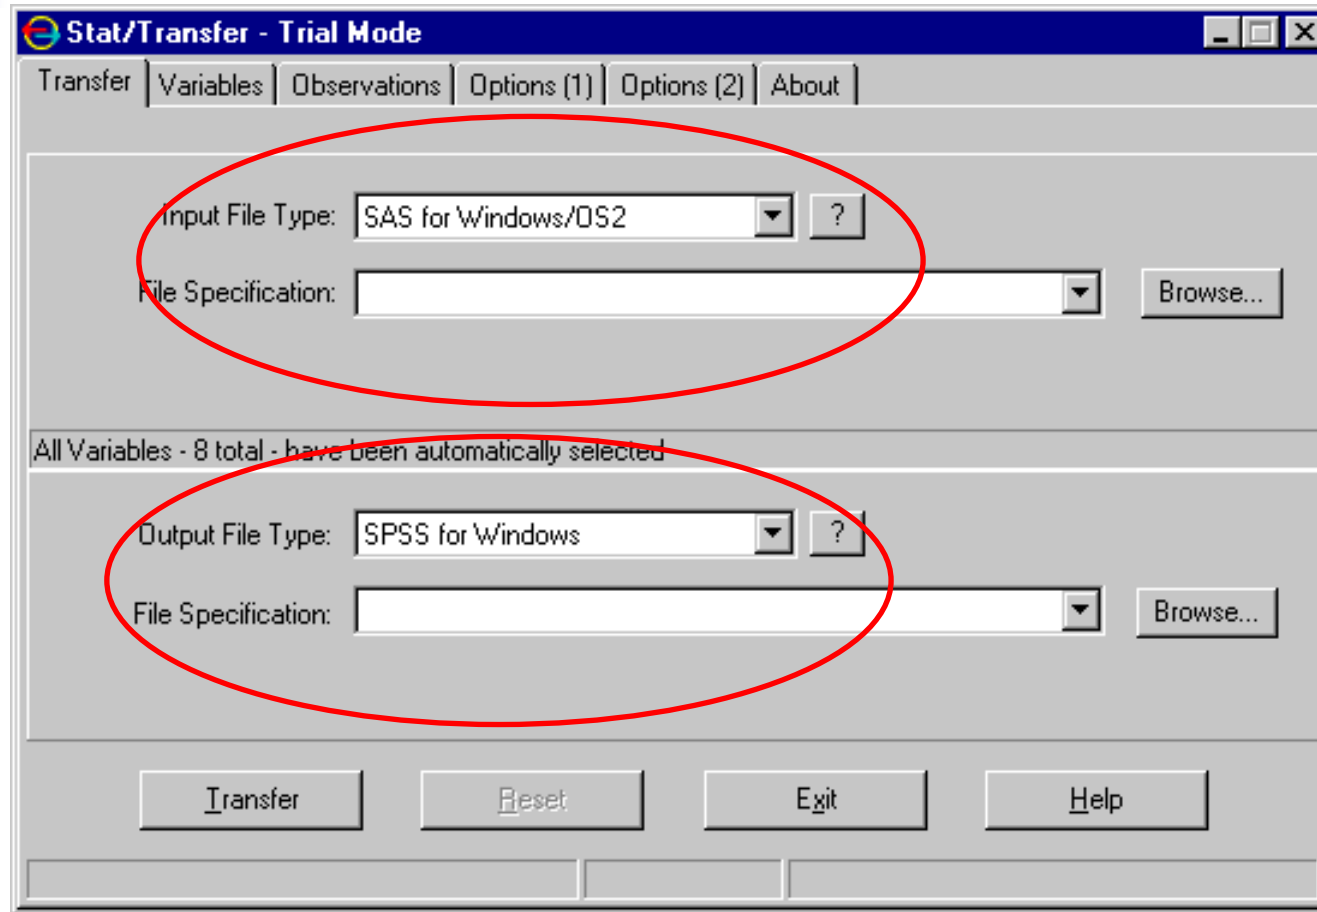 Stat/Transfer - Trial Mode
Transfer Variables Observations Options (1) Options (2) About
Input File Type: SAS for Windows/OS2 ?
File Specification: Browse...
All Variables - 8 total - have been automatically selected
Output File Type: SPSS for Windows ?
File Specification: Browse...
Transfer Reset Exit Help